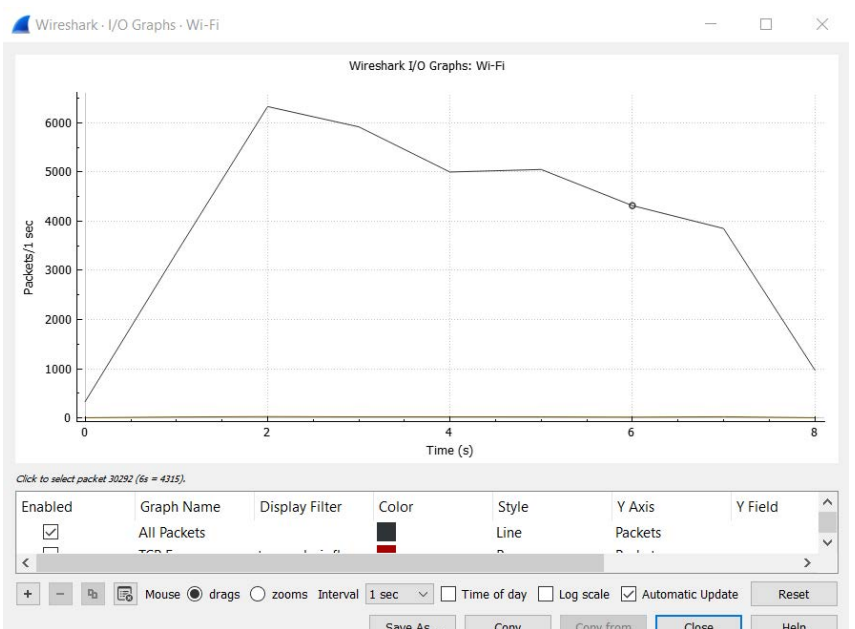 Wireshark · I/O Graphs · Wi-Fi
Wireshark I/O Graphs: Wi-Fi
6000
5000
4000
3000
2000
1000
0
Packets/1 sec
0 2 4 6 8
Time (s)
Click to select packet 30292 (6s = 4315).
Enabled Graph Name Display Filter Color Style Y Axis Y Field
All Packets Line Packets
+ − Mouse drags zooms Interval 1 sec Time of day Log scale Automatic Update Reset
Save As Copy Copy from Close Help